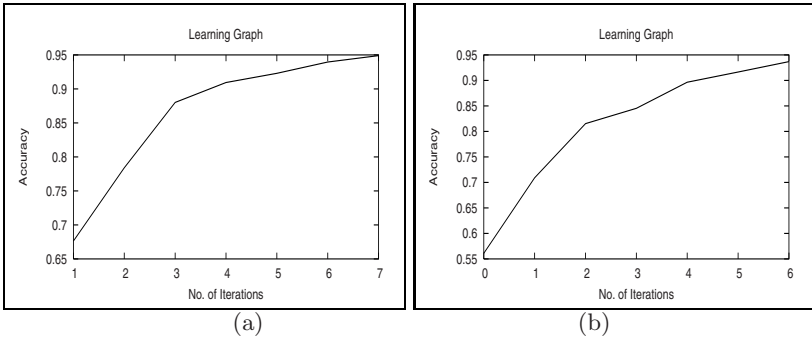 Learning Graph
0.95
0.9
0.85
0.8
0.75
0.7
0.65
Accuracy
1 2 3 4 5 6 7
No. of Iterations
(a)
Learning Graph
0.95
0.9
0.85
0.8
0.75
0.7
0.65
0.6
0.55
Accuracy
0 1 2 3 4 5 6
No. of Iterations
(b)